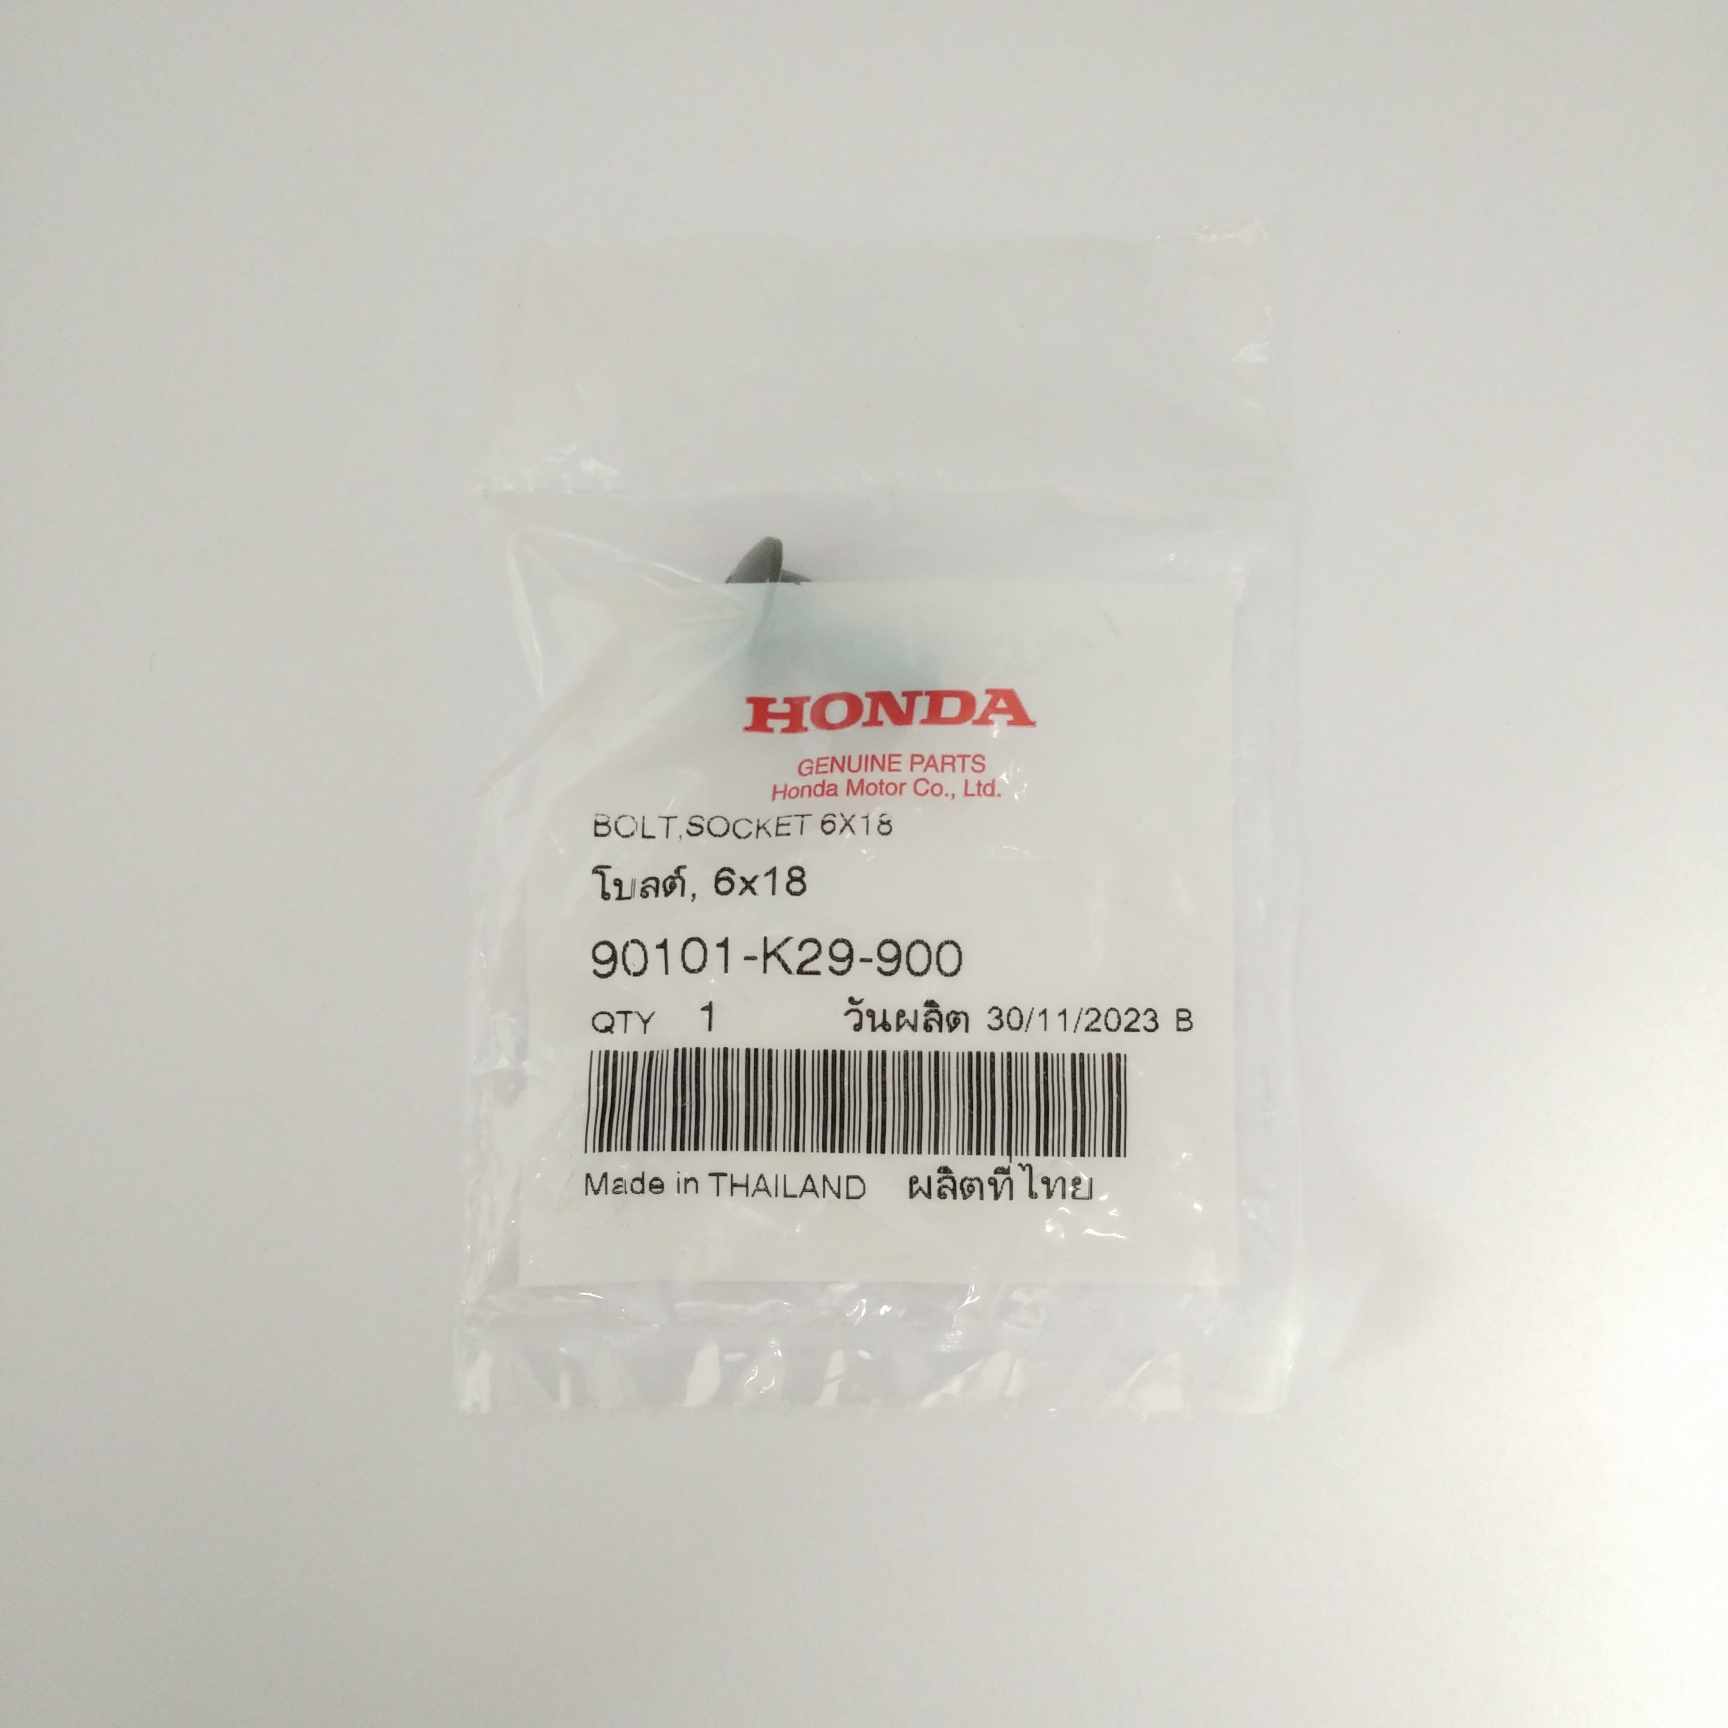 HONDA
GENUINE PARTS
Honda Motor Co., Ltd.
BOLT,SOCKET 6X18
โบลต์, 6x18
90101-K29-900
QTY 1 วันผลิต 30/11/2023 B
Made in THAILAND ผลิตที่ไทย